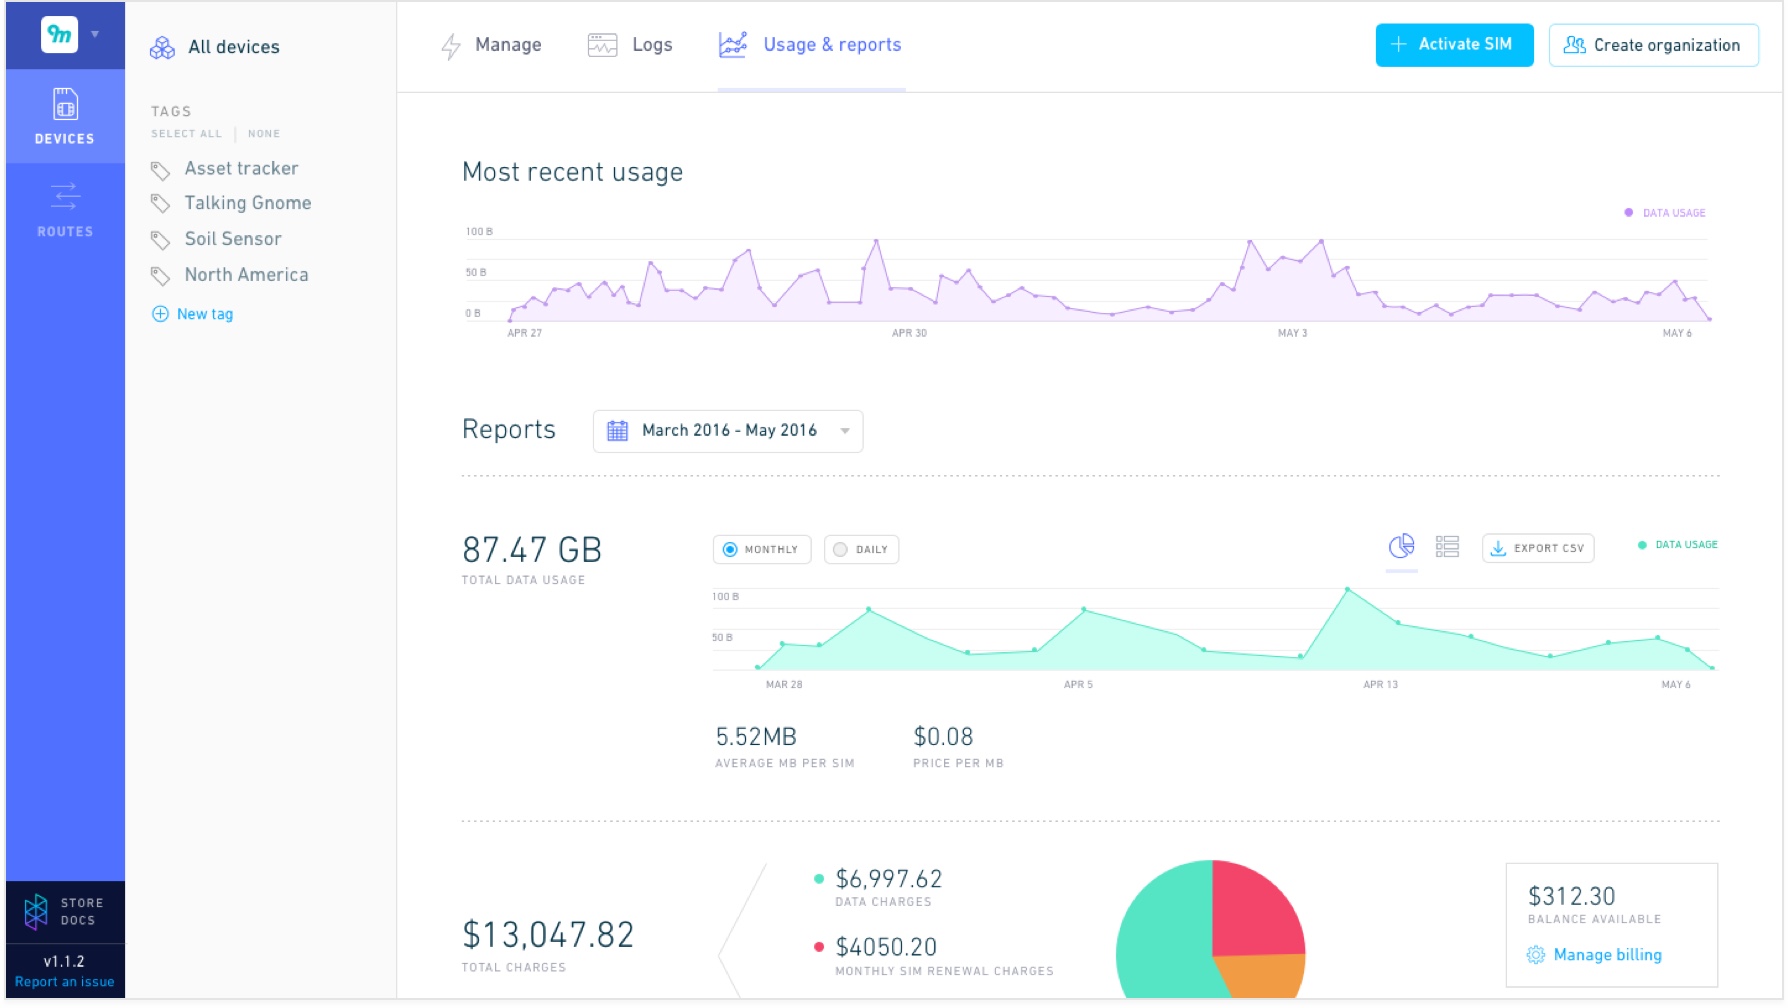 9m
DEVICES
ROUTES
STORE
DOCS
v1.1.2
Report an issue
All devices
TAGS
SELECT ALL | NONE
Asset tracker
Talking Gnome
Soil Sensor
North America
New tag
Manage
Logs
Usage & reports
+ Activate SIM
Create organization
Most recent usage
DATA USAGE
100 B
50 B
0 B
APR 27 APR 30 MAY 3 MAY 6
Reports
March 2016 - May 2016
87.47 GB
TOTAL DATA USAGE
MONTHLY
DAILY
EXPORT CSV
DATA USAGE
100 B
50 B
MAR 28 APR 5 APR 13 MAY 6
5.52MB
AVERAGE MB PER SIM
$0.08
PRICE PER MB
$13,047.82
TOTAL CHARGES
$6,997.62
DATA CHARGES
$4050.20
MONTHLY SIM RENEWAL CHARGES
$312.30
BALANCE AVAILABLE
Manage billing